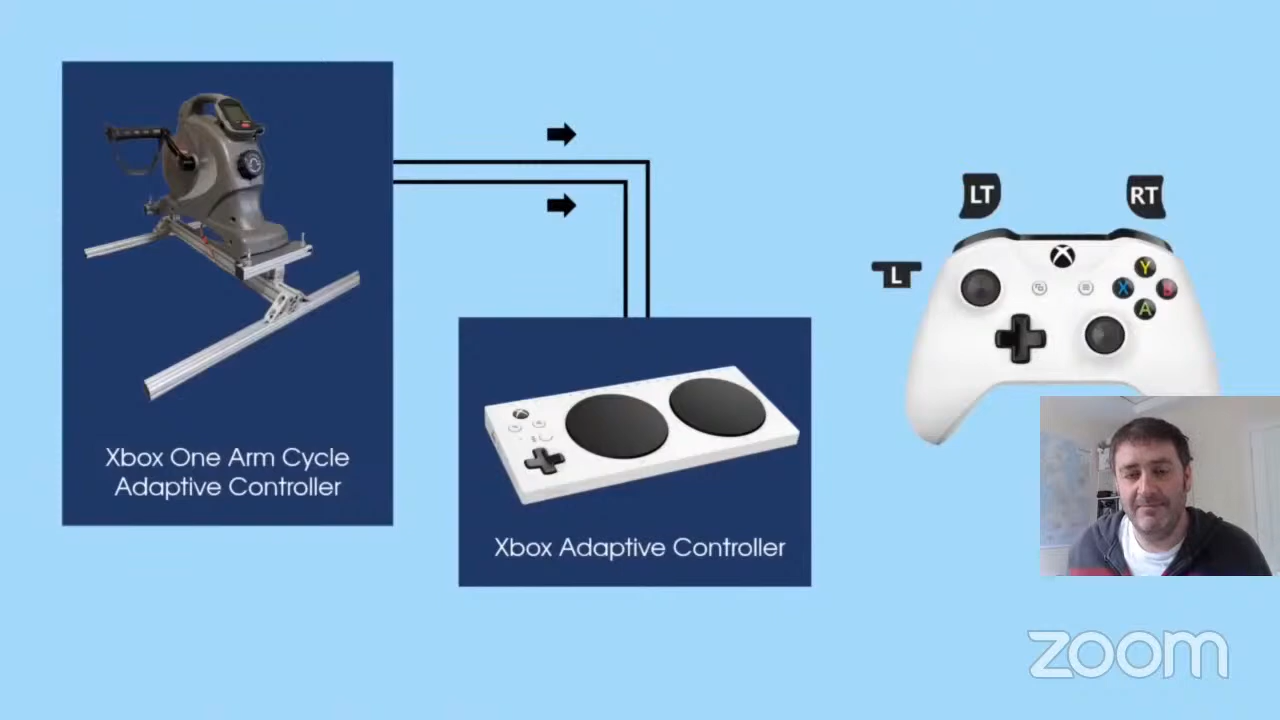 Xbox One Arm Cycle
Adaptive Controller
Xbox Adaptive Controller
LT
RT
L
Y
X
B
A
zoom